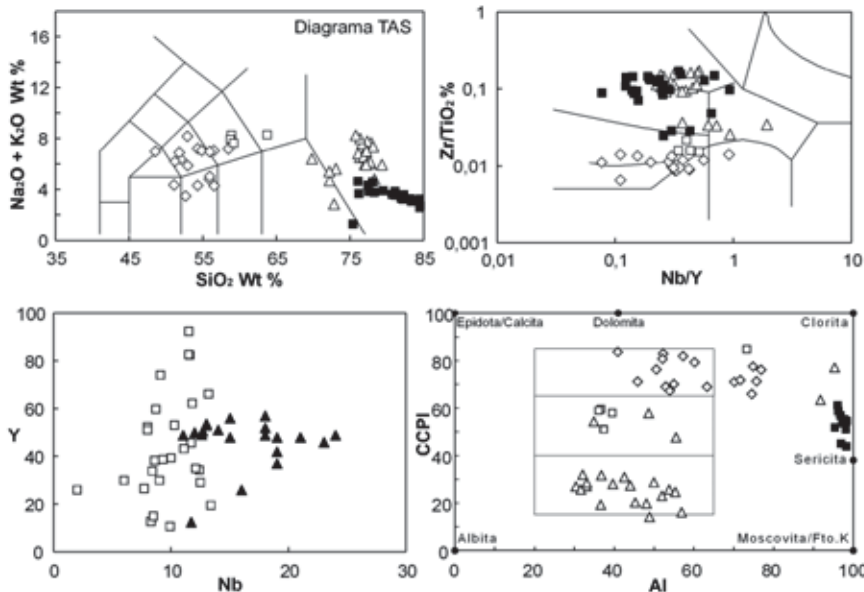 Diagrama TAS
Na₂O + K₂O Wt %
16
12
8
4
0
35
45
55
65
75
85
SiO₂ Wt %
Zr/TiO₂ %
1
0,1
0,01
0,001
0,01
0,1
1
10
Nb/Y
Y
100
80
60
40
20
0
0
10
20
30
Nb
CCPI
100
80
60
40
20
0
Epidota/Calcita
Dolomita
Clorita
Sericita
Albita
Moscovita/Fto.K
0
20
40
60
80
100
AI